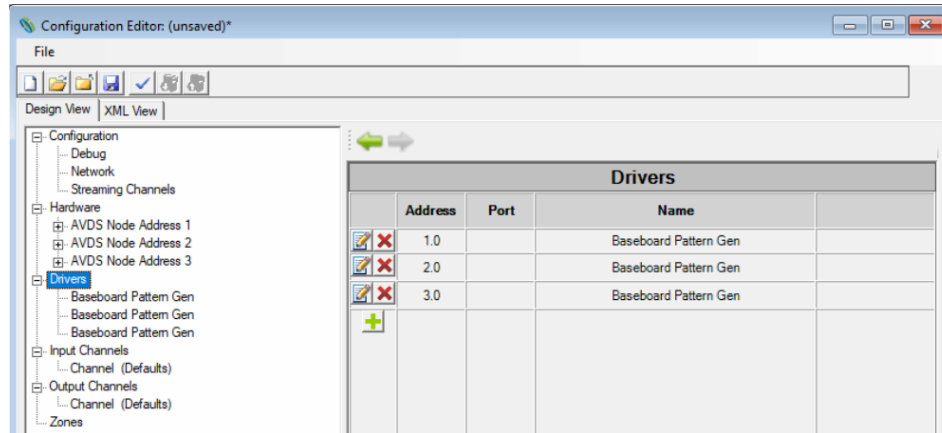 Configuration Editor: (unsaved)*
File
Design View
XML View
Configuration
Debug
Network
Streaming Channels
Hardware
AVDS Node Address 1
AVDS Node Address 2
AVDS Node Address 3
Drivers
Baseboard Pattern Gen
Baseboard Pattern Gen
Baseboard Pattern Gen
Input Channels
Channel (Defaults)
Output Channels
Channel (Defaults)
Zones
Drivers
Address Port Name
1.0 Baseboard Pattern Gen
2.0 Baseboard Pattern Gen
3.0 Baseboard Pattern Gen